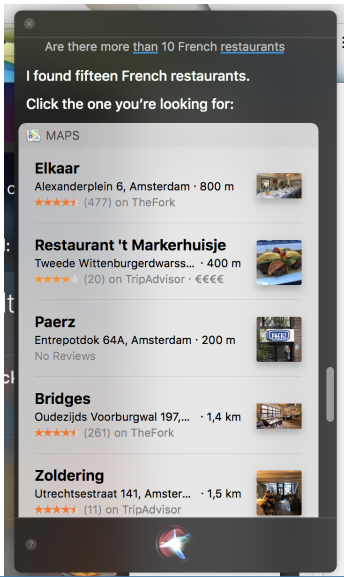 Are there more than 10 French restaurants
I found fifteen French restaurants.
Click the one you’re looking for:
MAPS
Elkaar
Alexanderplein 6, Amsterdam · 800 m
(477) on TheFork
Restaurant 't Markerhuisje
Tweede Wittenburgerdwarss... · 400 m
(20) on TripAdvisor · €€€€
Paerz
Entrepotdok 64A, Amsterdam · 200 m
No Reviews
PAERZ
Bridges
Oudezijds Voorburgwal 197,... · 1,4 km
(261) on TheFork
Zoldering
Utrechtsestraat 141, Amster... · 1,5 km
(11) on TripAdvisor
?